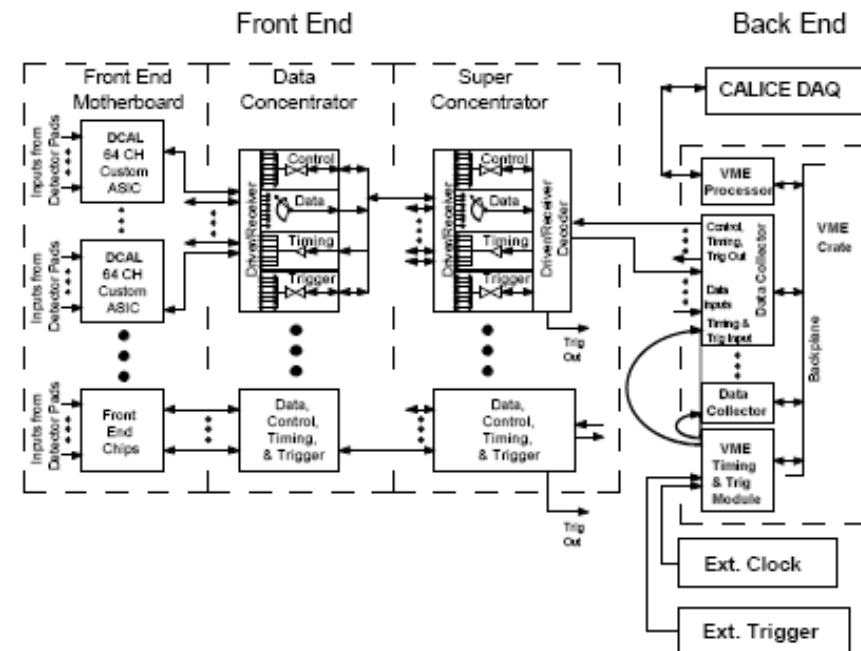 Front End
Back End
Front End
Motherboard
Data
Concentrator
Super
Concentrator
CALICE DAQ
Inputs from
Detector Pads
DCAL
64 CH
Custom
ASIC
Inputs from
Detector Pads
DCAL
64 CH
Custom
ASIC
Inputs from
Detector Pads
Front
End
Chips
Driver/Receiver
Control
Data
Timing
Trigger
Data,
Control,
Timing,
& Trigger
Driver/Receiver
Control
Data
Timing
Trigger
Driver/Receiver
Decoder
Trig
Out
Data,
Control,
Timing,
& Trigger
Trig
Out
VME
Processor
VME
Crate
Control,
Timing,
Trig Out
Data
Inputs
Timing &
Trig Input
Data Collector
Backplane
Data
Collector
VME
Timing
& Trig
Module
Ext. Clock
Ext. Trigger